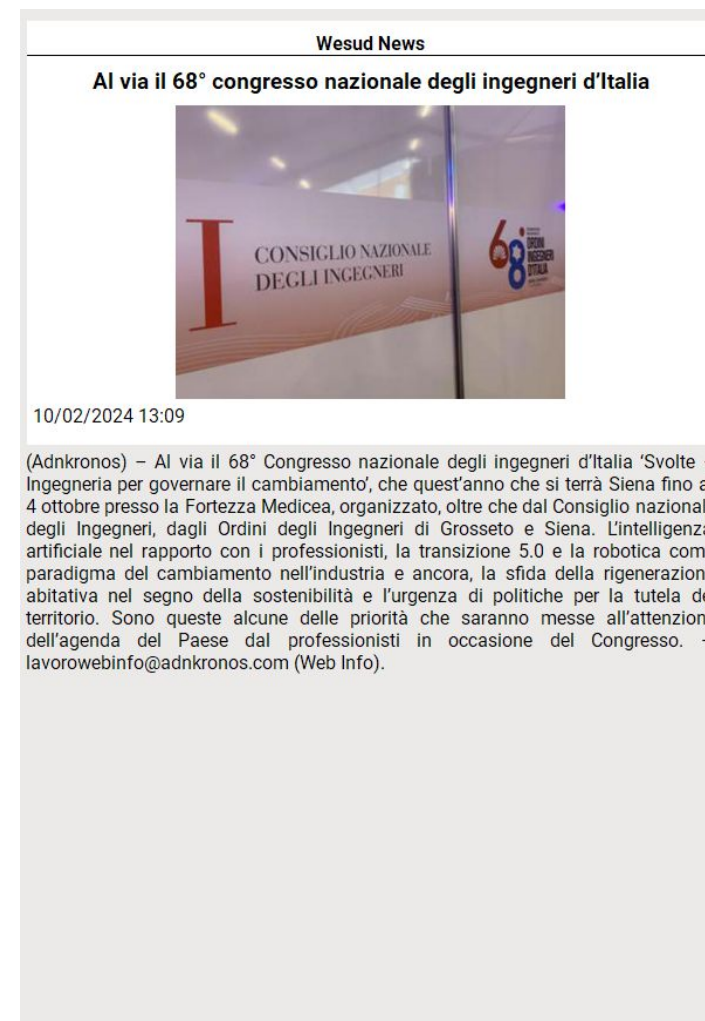 Wesud News
Al via il 68° congresso nazionale degli ingegneri d’Italia
I CONSIGLIO NAZIONALE
DEGLI INGEGNERI
68
ORDINI
INGEGNERI
D'ITALIA
10/02/2024 13:09
(Adnkronos) – Al via il 68° Congresso nazionale degli ingegneri d’Italia ‘Svolte
Ingegneria per governare il cambiamento’, che quest’anno che si terrà Siena fino a
4 ottobre presso la Fortezza Medicea, organizzato, oltre che dal Consiglio nazional
degli Ingegneri, dagli Ordini degli Ingegneri di Grosseto e Siena. L’intelligenza
artificiale nel rapporto con i professionisti, la transizione 5.0 e la robotica com
paradigma del cambiamento nell’industria e ancora, la sfida della rigenerazion
abitativa nel segno della sostenibilità e l’urgenza di politiche per la tutela de
territorio. Sono queste alcune delle priorità che saranno messe all’attenzion
dell’agenda del Paese dal professionisti in occasione del Congresso. -
lavorowebinfo@adnkronos.com (Web Info).